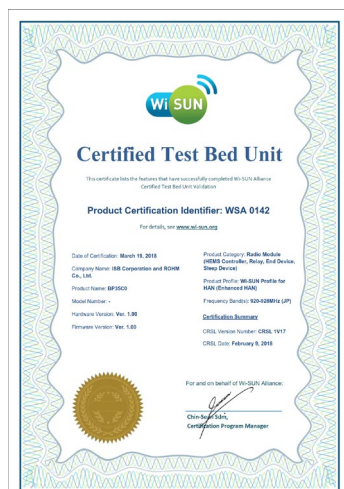 Wi SUN
Certified Test Bed Unit
This certificate lists the features that have successfully completed Wi-SUN Alliance
Certified Test Bed Unit Validation
Product Certification Identifier: WSA 0142
For details, see www.wi-sun.org
Date of Certification: March 19, 2018
Company Name: ISB Corporation and ROHM
Co., Ltd.
Product Name: BP35C0
Model Number: -
Hardware Version: Ver. 1.00
Firmware Version: Ver. 1.00
Product Category: Radio Module
(HEMS Controller, Relay, End Device,
Sleep Device)
Product Profile: Wi-SUN Profile for
HAN (Enhanced HAN)
Frequency Band(s): 920-928MHz (JP)
Certification Summary
CRSL Version Number: CRSL 1V17
CRSL Date: February 9, 2018
For and on behalf of Wi-SUN Alliance:
Chin-Sean Sum,
Certification Program Manager